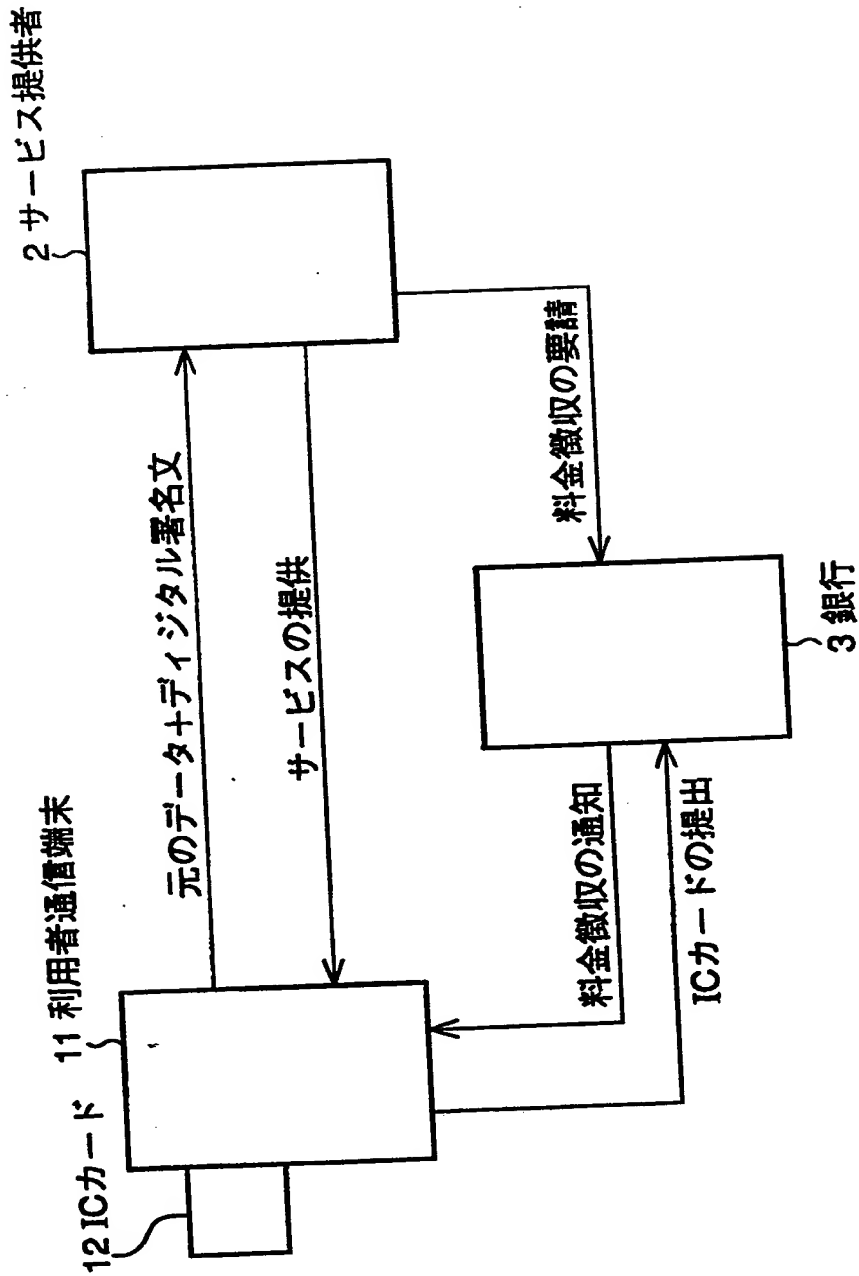 12 ICカード
11 利用者通信端末
元のデータ+ディジタル署名文
サービスの提供
2 サービス提供者
料金徴収の通知
ICカードの提出
料金徴収の要請
3 銀行